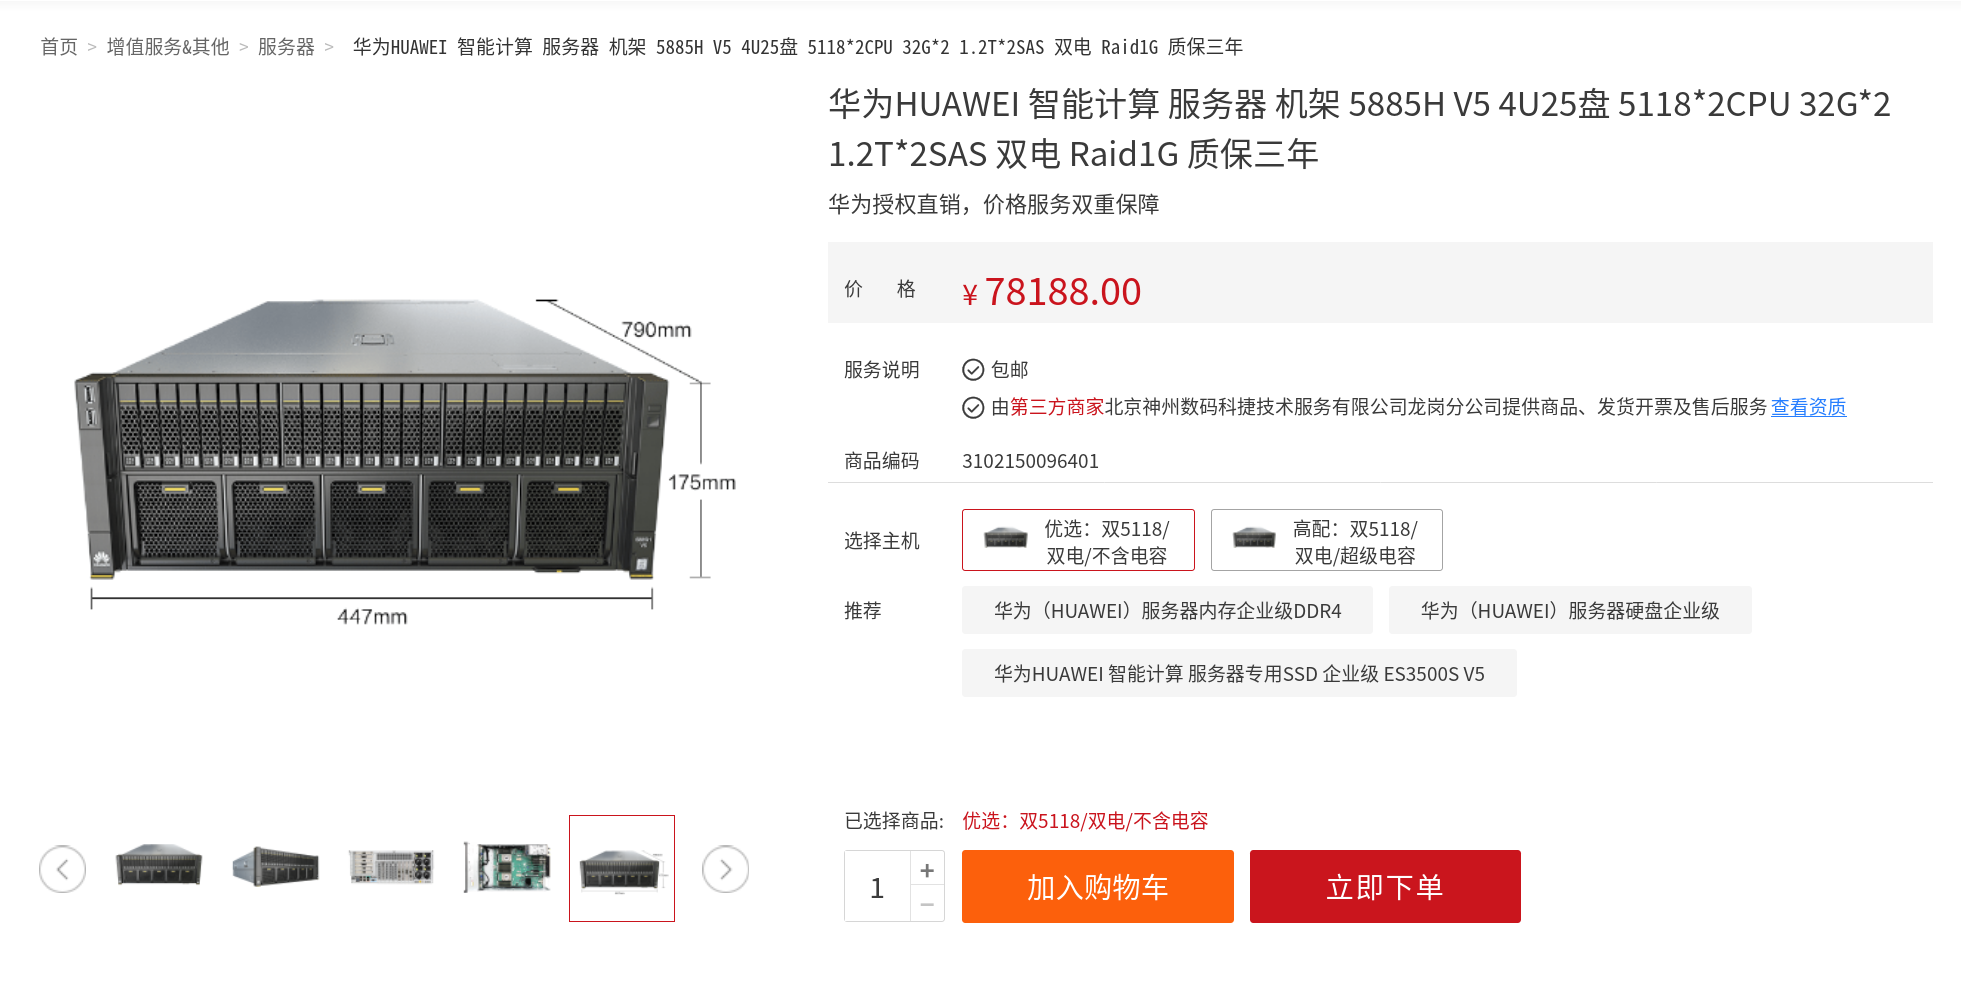 首页 > 增值服务&其他 > 服务器 > 华为HUAWEI 智能计算 服务器 机架 5885H V5 4U25盘 5118*2CPU 32G*2 1.2T*2SAS 双电 Raid1G 质保三年
华为HUAWEI 智能计算 服务器 机架 5885H V5 4U25盘 5118*2CPU 32G*2
1.2T*2SAS 双电 Raid1G 质保三年
华为授权直销，价格服务双重保障
价 格 ¥ 78188.00
服务说明 包邮
由第三方商家北京神州数码科捷技术服务有限公司龙岗分公司提供商品、发货开票及售后服务 查看资质
商品编码 3102150096401
选择主机
优选：双5118/
双电/不含电容
高配：双5118/
双电/超级电容
推荐 华为（HUAWEI）服务器内存企业级DDR4 华为（HUAWEI）服务器硬盘企业级
华为HUAWEI 智能计算 服务器专用SSD 企业级 ES3500S V5
790mm
175mm
447mm
已选择商品: 优选：双5118/双电/不含电容
1 + −
加入购物车 立即下单